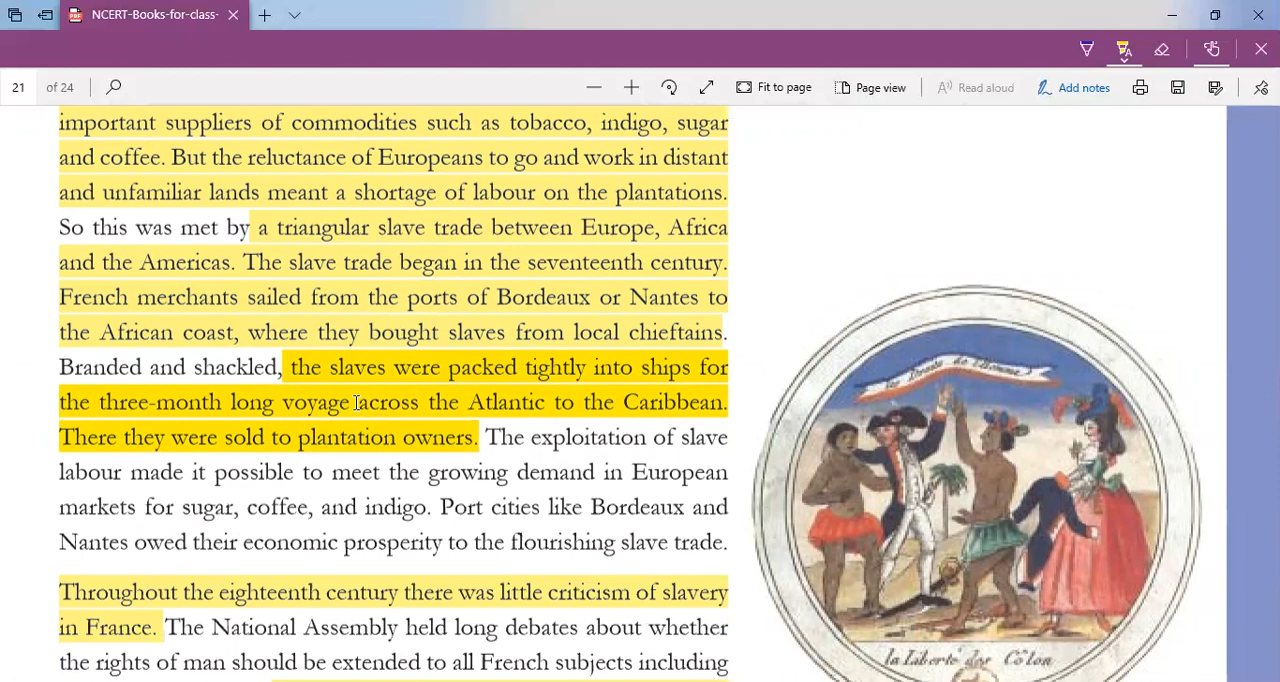 NCERT-Books-for-class-
21 of 24
Fit to page
Page view
Read aloud
Add notes
important suppliers of commodities such as tobacco, indigo, sugar
and coffee. But the reluctance of Europeans to go and work in distant
and unfamiliar lands meant a shortage of labour on the plantations.
So this was met by a triangular slave trade between Europe, Africa
and the Americas. The slave trade began in the seventeenth century.
French merchants sailed from the ports of Bordeaux or Nantes to
the African coast, where they bought slaves from local chieftains.
Branded and shackled, the slaves were packed tightly into ships for
the three-month long voyage across the Atlantic to the Caribbean.
There they were sold to plantation owners. The exploitation of slave
labour made it possible to meet the growing demand in European
markets for sugar, coffee, and indigo. Port cities like Bordeaux and
Nantes owed their economic prosperity to the flourishing slave trade.
Throughout the eighteenth century there was little criticism of slavery
in France. The National Assembly held long debates about whether
the rights of man should be extended to all French subjects including
de l'Homme
la Liberté des Côlon